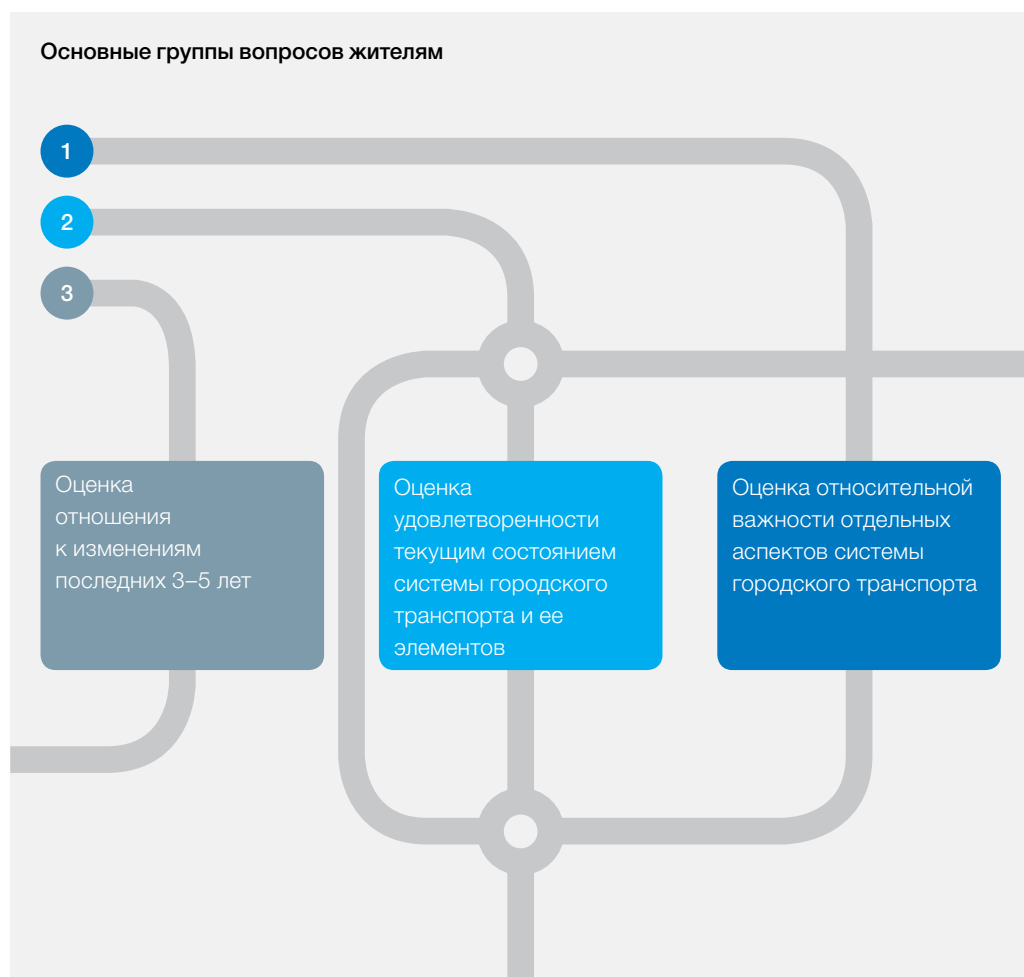 Основные группы вопросов жителям
1
2
3
Оценка
отношения
к изменениям
последних 3–5 лет
Оценка
удовлетворенности
текущим состоянием
системы городского
транспорта и ее
элементов
Оценка относительной
важности отдельных
аспектов системы
городского транспорта